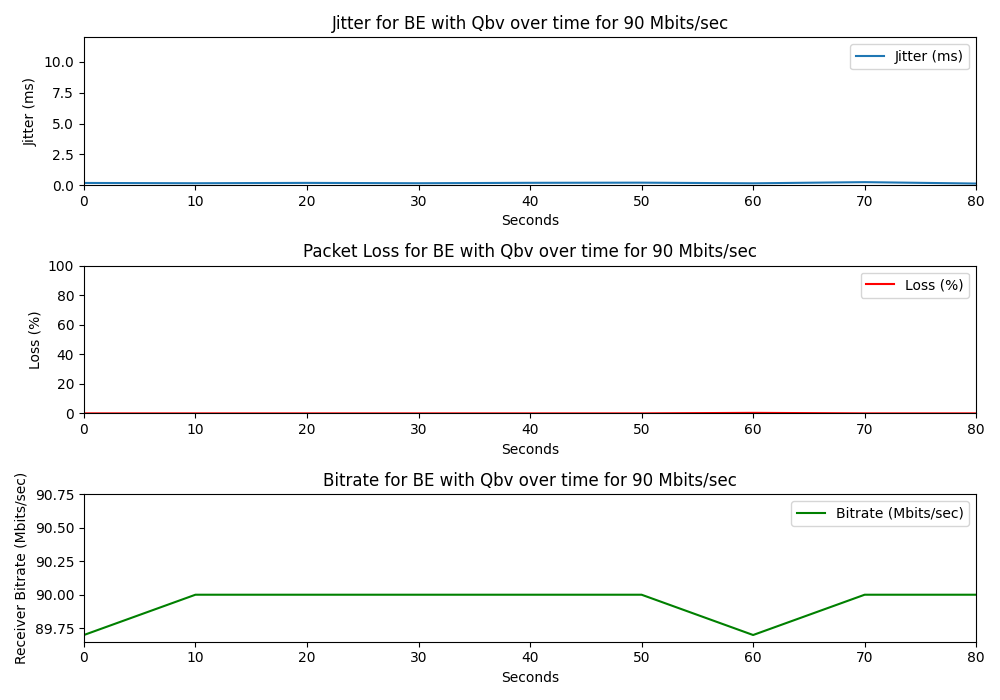 Jitter for BE with Qbv over time for 90 Mbits/sec
Jitter (ms)
10.0
7.5
5.0
2.5
0.0
Jitter (ms)
0 10 20 30 40 50 60 70 80
Seconds
Packet Loss for BE with Qbv over time for 90 Mbits/sec
Loss (%)
100
80
60
40
20
0
Loss (%)
0 10 20 30 40 50 60 70 80
Seconds
Bitrate for BE with Qbv over time for 90 Mbits/sec
Receiver Bitrate (Mbits/sec)
90.75
90.50
90.25
90.00
89.75
Bitrate (Mbits/sec)
0 10 20 30 40 50 60 70 80
Seconds